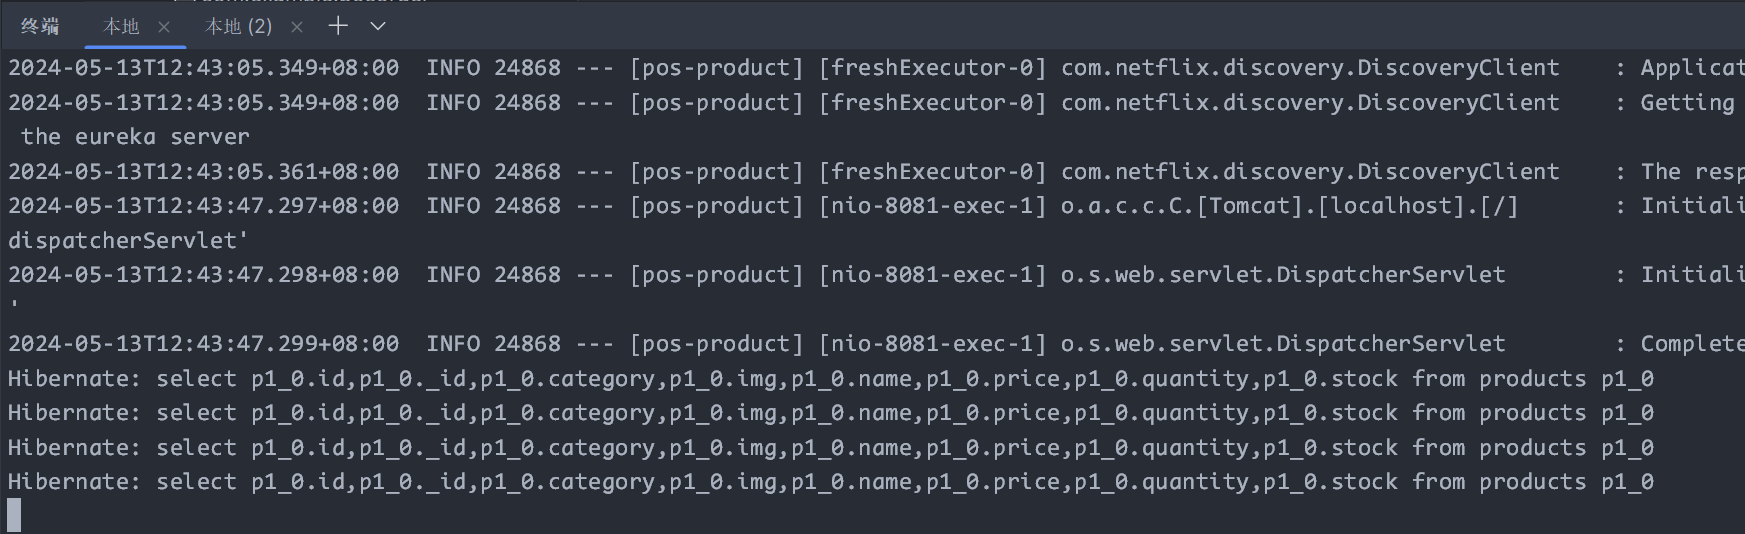 终端 本地 × 本地 (2) ×
2024-05-13T12:43:05.349+08:00  INFO 24868 --- [pos-product] [freshExecutor-0] com.netflix.discovery.DiscoveryClient    : Applicat
2024-05-13T12:43:05.349+08:00  INFO 24868 --- [pos-product] [freshExecutor-0] com.netflix.discovery.DiscoveryClient    : Getting
 the eureka server
2024-05-13T12:43:05.361+08:00  INFO 24868 --- [pos-product] [freshExecutor-0] com.netflix.discovery.DiscoveryClient    : The resp
2024-05-13T12:43:47.297+08:00  INFO 24868 --- [pos-product] [nio-8081-exec-1] o.a.c.c.C.[Tomcat].[localhost].[/]       : Initiali
dispatcherServlet'
2024-05-13T12:43:47.298+08:00  INFO 24868 --- [pos-product] [nio-8081-exec-1] o.s.web.servlet.DispatcherServlet        : Initiali
'
2024-05-13T12:43:47.299+08:00  INFO 24868 --- [pos-product] [nio-8081-exec-1] o.s.web.servlet.DispatcherServlet        : Complete
Hibernate: select p1_0.id,p1_0._id,p1_0.category,p1_0.img,p1_0.name,p1_0.price,p1_0.quantity,p1_0.stock from products p1_0
Hibernate: select p1_0.id,p1_0._id,p1_0.category,p1_0.img,p1_0.name,p1_0.price,p1_0.quantity,p1_0.stock from products p1_0
Hibernate: select p1_0.id,p1_0._id,p1_0.category,p1_0.img,p1_0.name,p1_0.price,p1_0.quantity,p1_0.stock from products p1_0
Hibernate: select p1_0.id,p1_0._id,p1_0.category,p1_0.img,p1_0.name,p1_0.price,p1_0.quantity,p1_0.stock from products p1_0